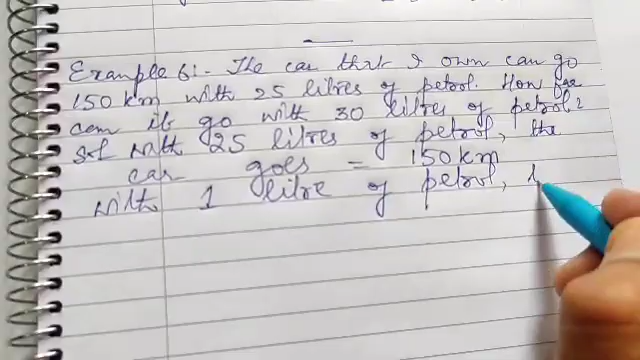 Example 6:- The car that I own can go
150 km with 25 litres of petrol. How far
can it go with 30 litres of petrol?
Sol with 25 litres of petrol, the
car goes = 150 km
with 1 litre of petrol,